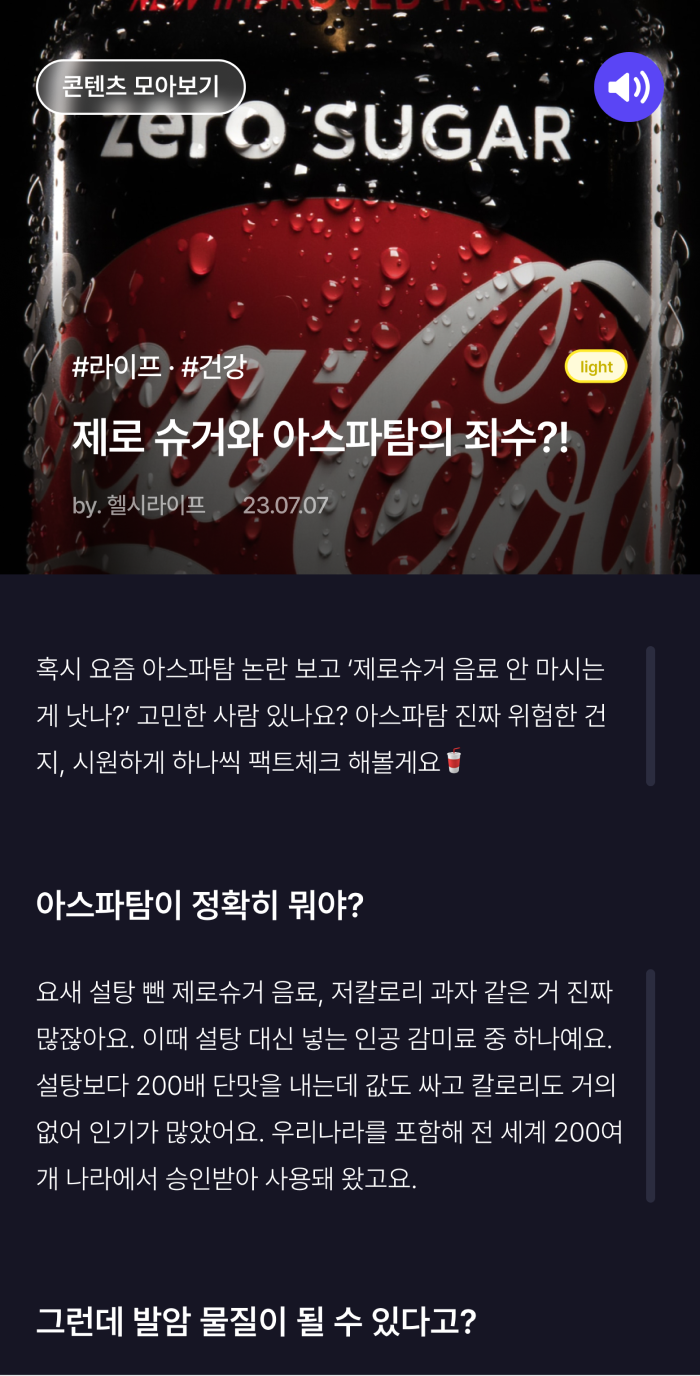 NEW IMPROVED TASTE
콘텐츠 모아보기
zero SUGAR
Coca-Cola
#라이프 · #건강
light
제로 슈거와 아스파탐의 죄수?!
by. 헬시라이프 23.07.07
혹시 요즘 아스파탐 논란 보고 ‘제로슈거 음료 안 마시는
게 낫나?’ 고민한 사람 있나요? 아스파탐 진짜 위험한 건
지, 시원하게 하나씩 팩트체크 해볼게요🥤
아스파탐이 정확히 뭐야?
요새 설탕 뺀 제로슈거 음료, 저칼로리 과자 같은 거 진짜
많잖아요. 이때 설탕 대신 넣는 인공 감미료 중 하나예요.
설탕보다 200배 단맛을 내는데 값도 싸고 칼로리도 거의
없어 인기가 많았어요. 우리나라를 포함해 전 세계 200여
개 나라에서 승인받아 사용돼 왔고요.
그런데 발암 물질이 될 수 있다고?